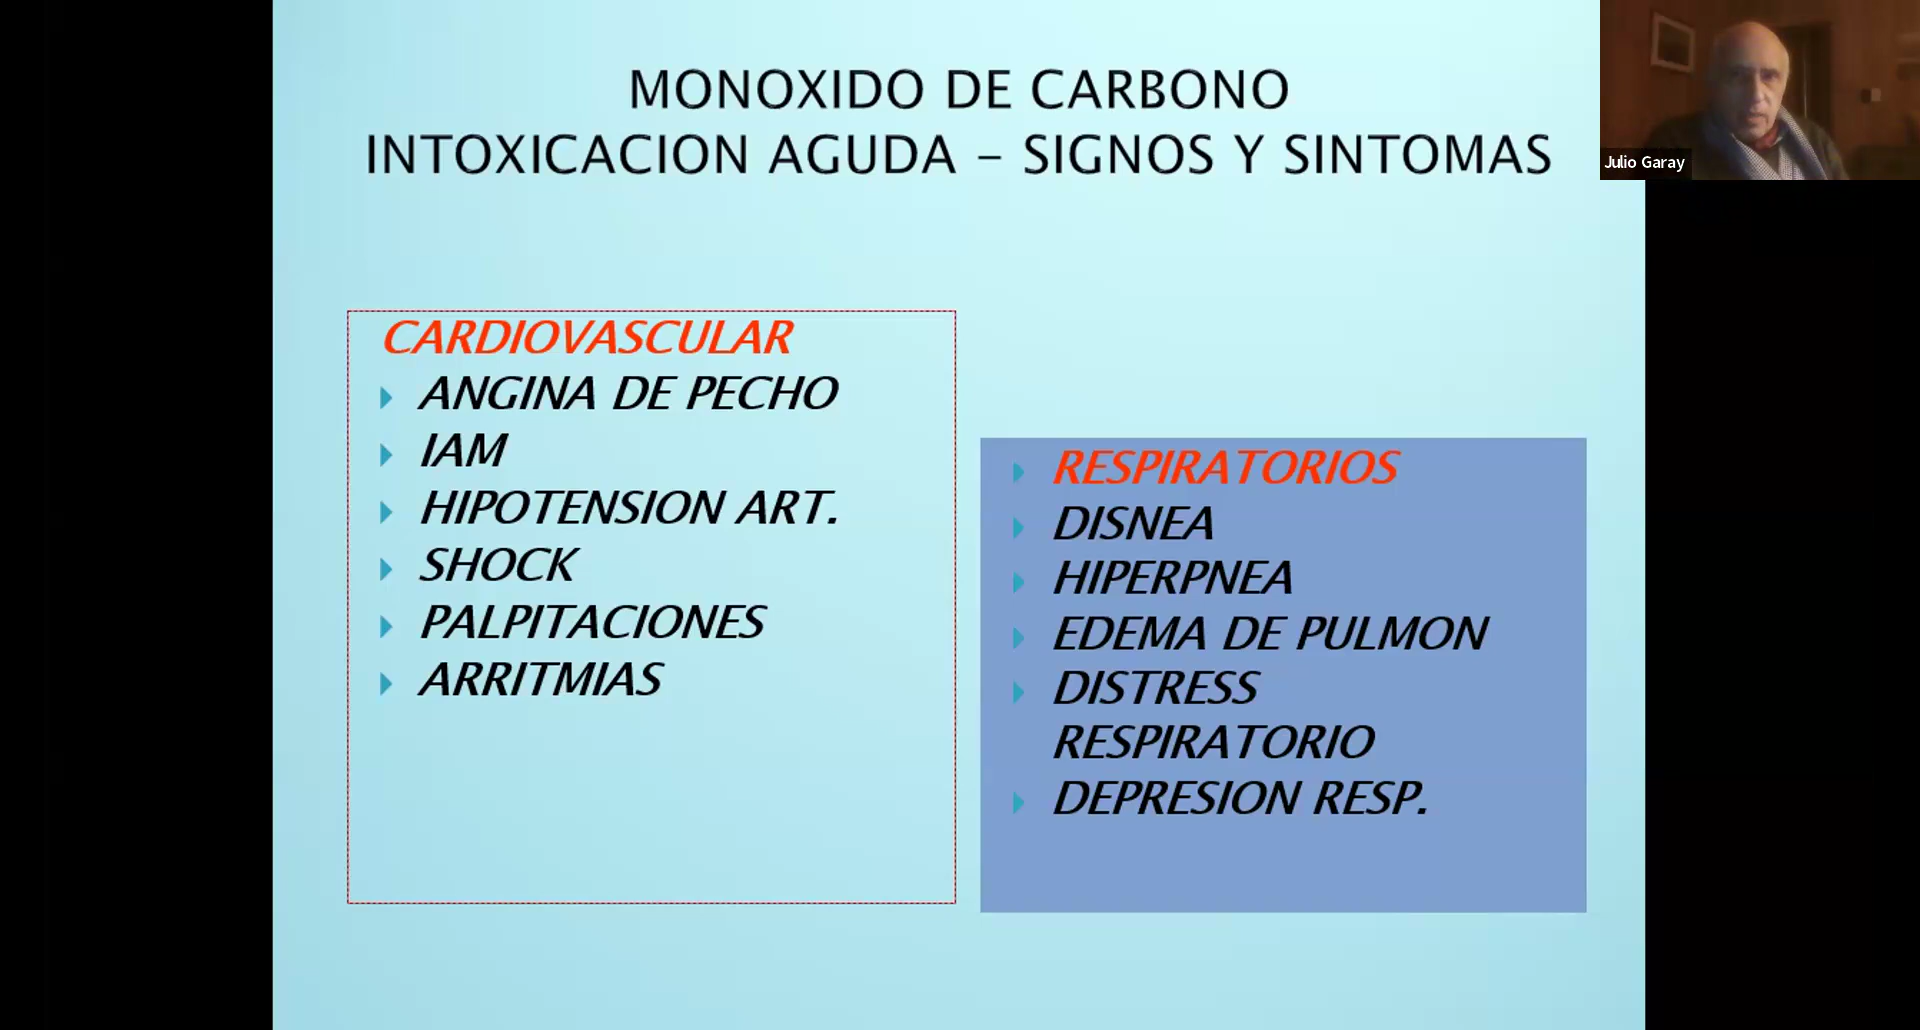 MONOXIDO DE CARBONO
INTOXICACION AGUDA – SIGNOS Y SINTOMAS
Julio Garay
CARDIOVASCULAR
ANGINA DE PECHO
IAM
HIPOTENSION ART.
SHOCK
PALPITACIONES
ARRITMIAS
RESPIRATORIOS
DISNEA
HIPERPNEA
EDEMA DE PULMON
DISTRESS
RESPIRATORIO
DEPRESION RESP.